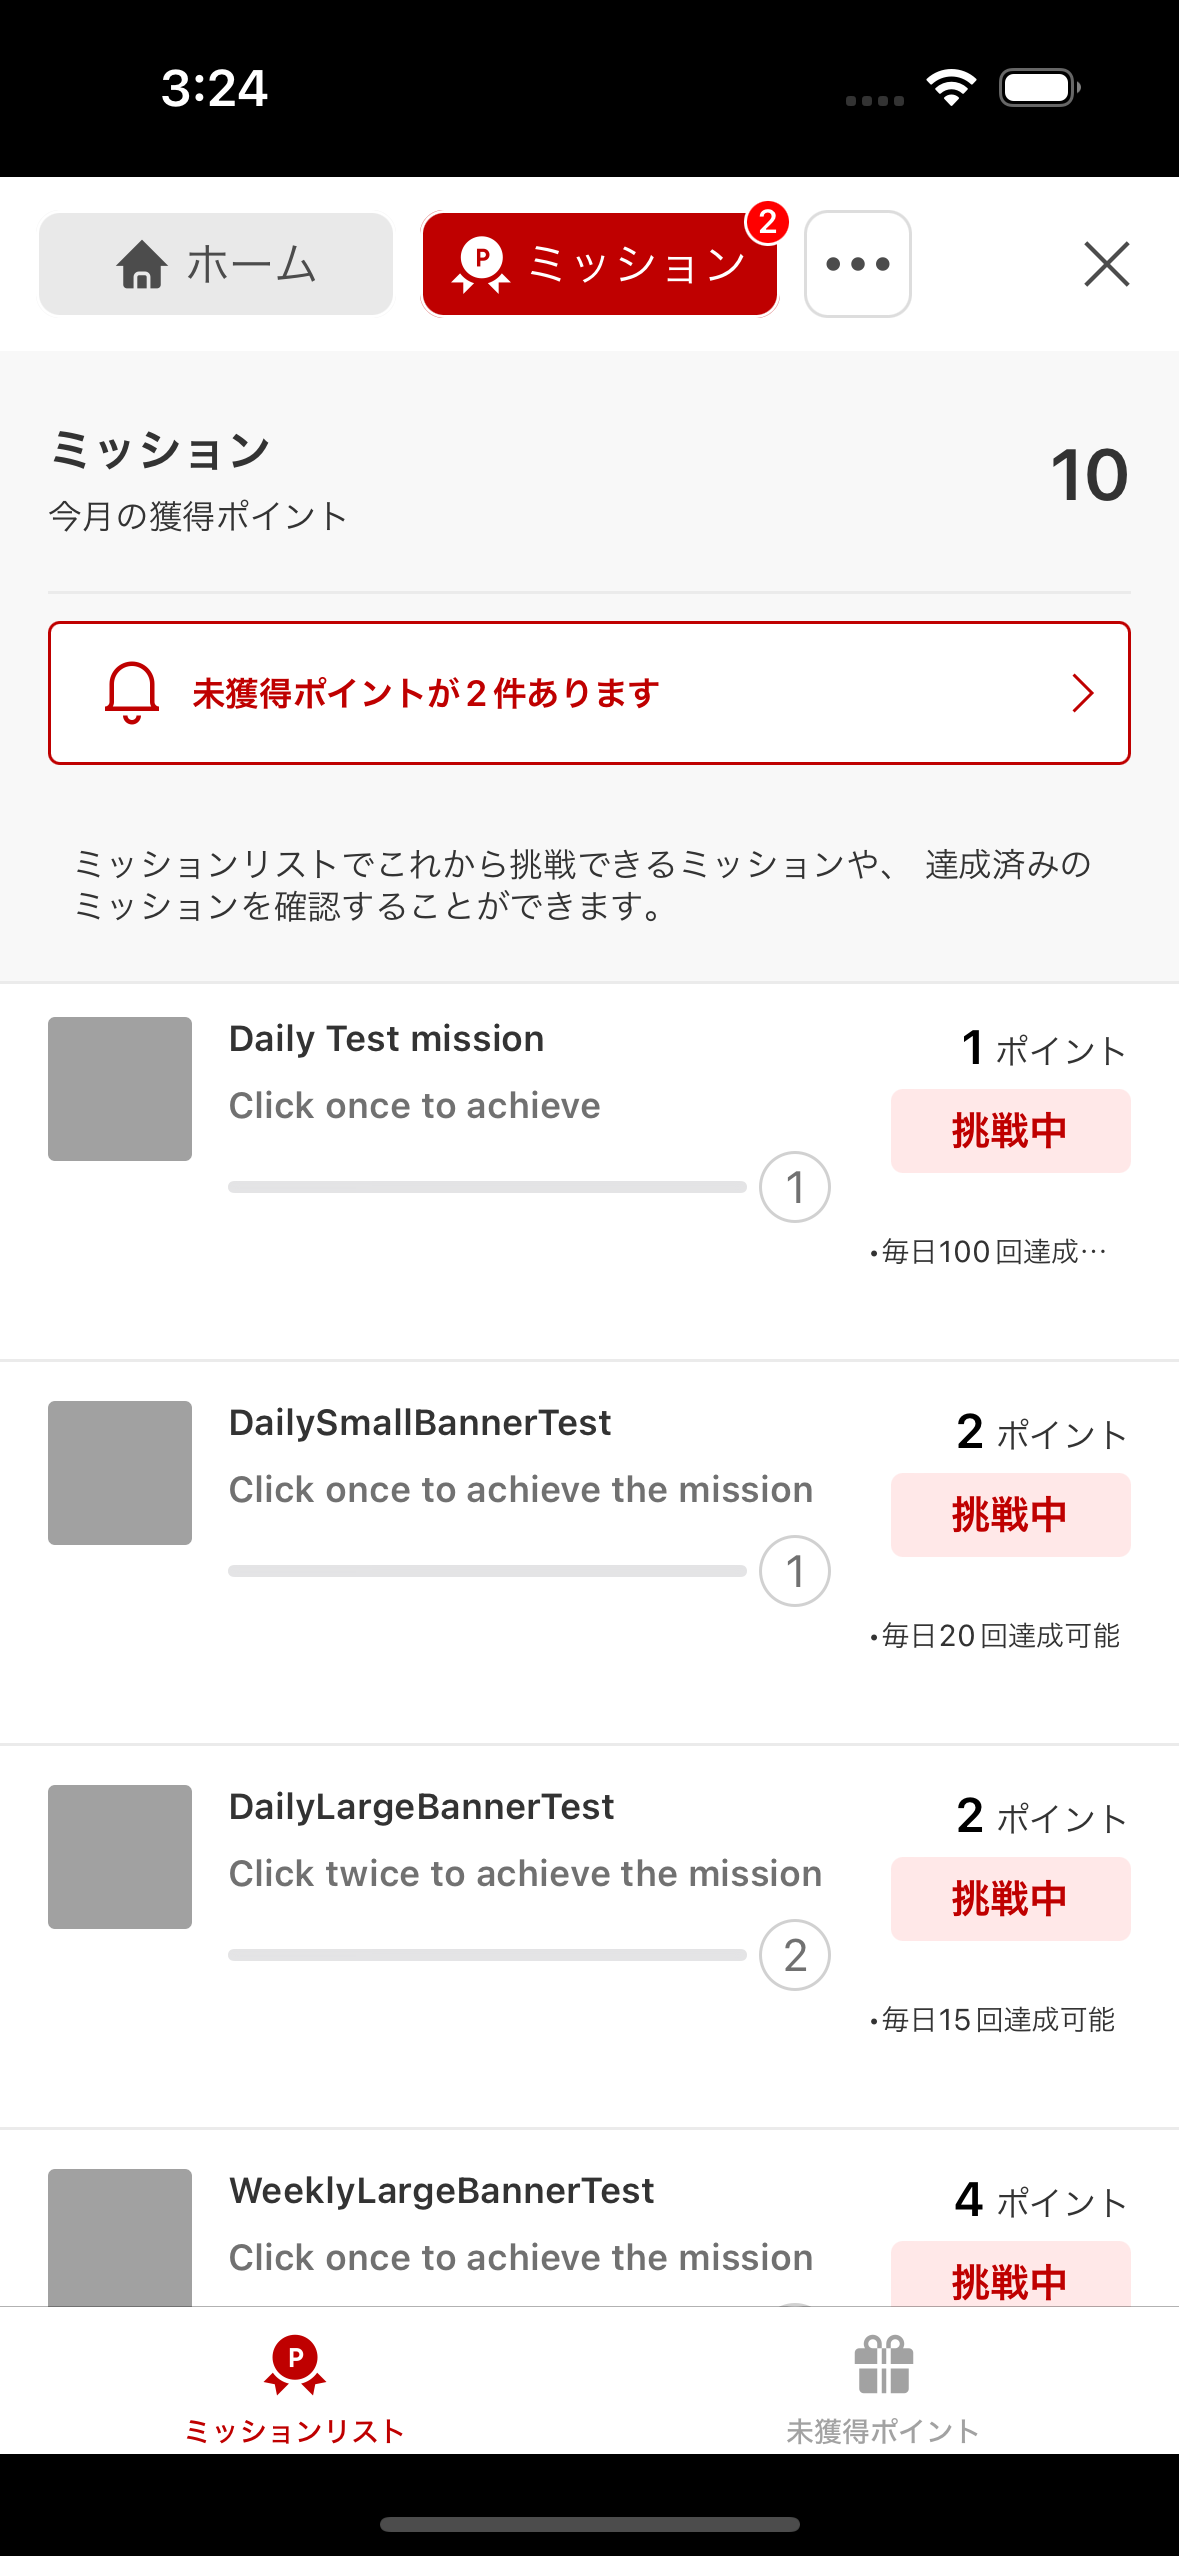 3:24
ホーム
P
ミッション
2
ミッション
今月の獲得ポイント
10
未獲得ポイントが2件あります
ミッションリストでこれから挑戦できるミッションや、 達成済みの
ミッションを確認することができます。
Daily Test mission
1 ポイント
Click once to achieve
挑戦中
1
•毎日100回達成…
DailySmallBannerTest
2 ポイント
Click once to achieve the mission
挑戦中
1
•毎日20回達成可能
DailyLargeBannerTest
2 ポイント
Click twice to achieve the mission
挑戦中
2
•毎日15回達成可能
WeeklyLargeBannerTest
4 ポイント
Click once to achieve the mission
挑戦中
P
ミッションリスト
未獲得ポイント